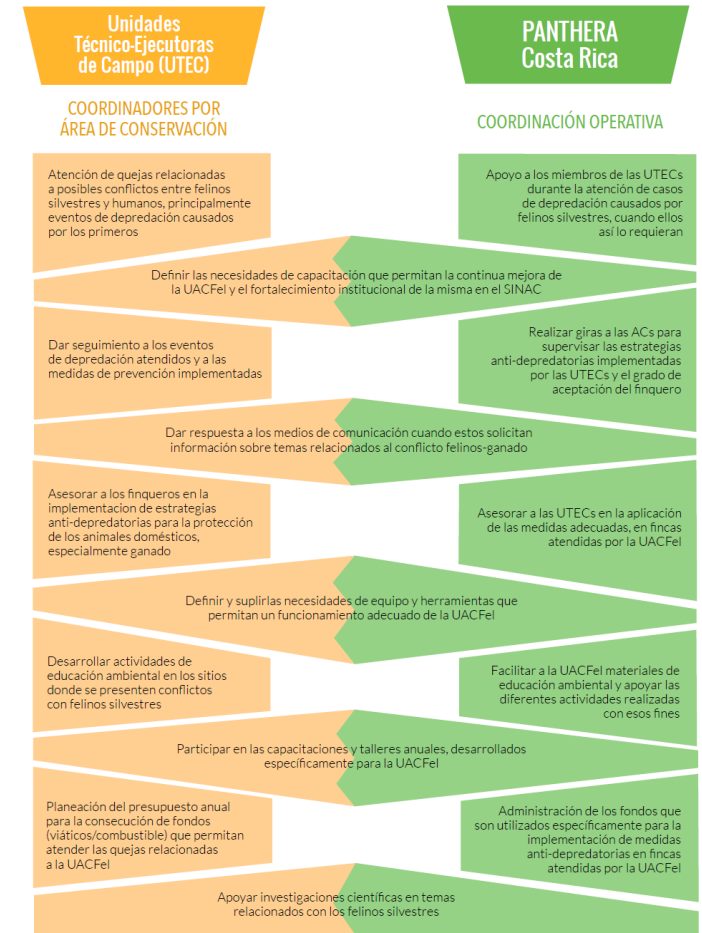 Unidades
Técnico-Ejecutoras
de Campo (UTEC)
COORDINADORES POR
ÁREA DE CONSERVACIÓN
PANTHERA
Costa Rica
COORDINACIÓN OPERATIVA
Atención de quejas relacionadas
a posibles conflictos entre felinos
silvestres y humanos, principalmente
eventos de depredación causados
por los primeros
Apoyo a los miembros de las UTECs
durante la atención de casos
de depredación causados por
felinos silvestres, cuando ellos
así lo requieran
Definir las necesidades de capacitación que permitan la continua mejora de
la UACFel y el fortalecimiento institucional de la misma en el SINAC
Dar seguimiento a los eventos
de depredación atendidos y a las
medidas de prevención implementadas
Realizar giras a las ACs para
supervisar las estrategias
anti-depredatorias implementadas
por las UTECs y el grado de
aceptación del finquero
Dar respuesta a los medios de comunicación cuando estos solicitan
información sobre temas relacionados al conflicto felinos-ganado
Asesorar a los finqueros en la
implementacion de estrategias
anti-depredatorias para la protección
de los animales domésticos,
especialmente ganado
Asesorar a las UTECs en la aplicación
de las medidas adecuadas, en fincas
atendidas por la UACFel
Definir y suplirlas necesidades de equipo y herramientas que
permitan un funcionamiento adecuado de la UACFel
Desarrollar actividades de
educación ambiental en los sitios
donde se presenten conflictos
con felinos silvestres
Facilitar a la UACFel materiales de
educación ambiental y apoyar las
diferentes actividades realizadas
con esos fines
Participar en las capacitaciones y talleres anuales, desarrollados
específicamente para la UACFel
Planeación del presupuesto anual
para la consecución de fondos
(viáticos/combustible) que permitan
atender las quejas relacionadas
a la UACFel
Administración de los fondos que
son utilizados específicamente para la
implementación de medidas
anti-depredatorias en fincas
atendidas por la UACFel
Apoyar investigaciones científicas en temas
relacionados con los felinos silvestres